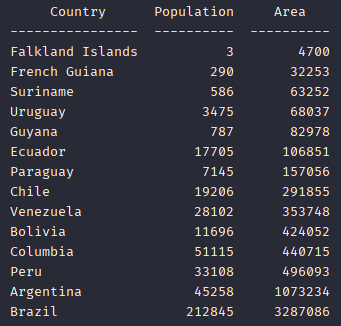 Country Population Area
---------------- ---------- ----------
Falkland Islands 3 4700
French Guiana 290 32253
Suriname 586 63252
Uruguay 3475 68037
Guyana 787 82978
Ecuador 17705 106851
Paraguay 7145 157056
Chile 19206 291855
Venezuela 28102 353748
Bolivia 11696 424052
Columbia 51115 440715
Peru 33108 496093
Argentina 45258 1073234
Brazil 212845 3287086